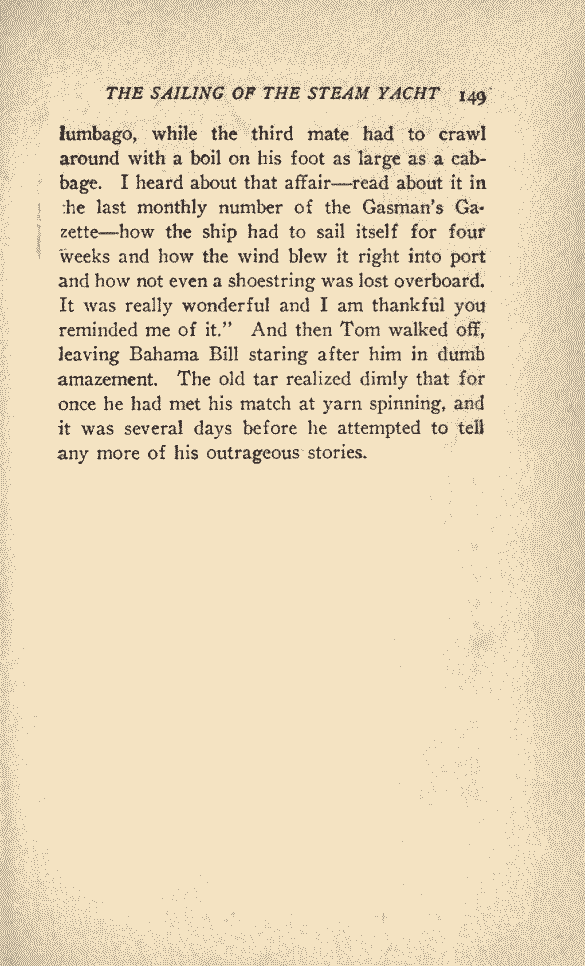 THE SAILING OF THE STEAM YACHT 149
lumbago, while the third mate had to crawl
around with a boil on his foot as large as a cab-
bage. I heard about that affair—read about it in
the last monthly number of the Gasman's Ga-
zette—how the ship had to sail itself for four
weeks and how the wind blew it right into port
and how not even a shoestring was lost overboard.
It was really wonderful and I am thankful you
reminded me of it.” And then Tom walked off,
leaving Bahama Bill staring after him in dumb
amazement. The old tar realized dimly that for
once he had met his match at yarn spinning, and
it was several days before he attempted to tell
any more of his outrageous stories.